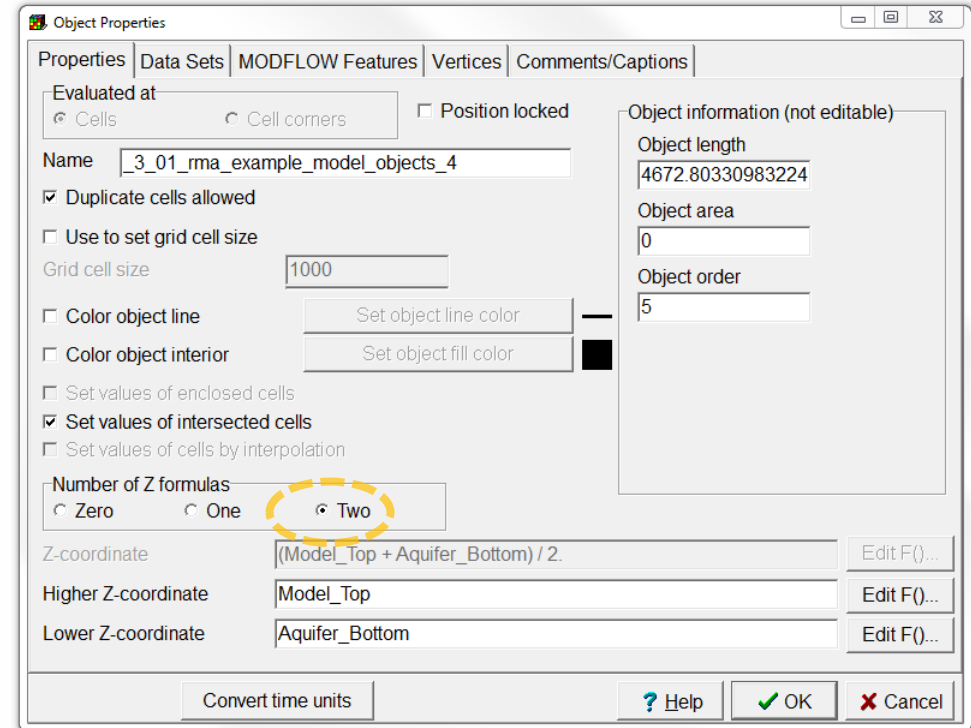 Object Properties
Properties Data Sets MODFLOW Features Vertices Comments/Captions
Evaluated at
Cells Cell corners
Position locked
Name _3_01_rma_example_model_objects_4
Duplicate cells allowed
Use to set grid cell size
Grid cell size 1000
Color object line Set object line color
Color object interior Set object fill color
Set values of enclosed cells
Set values of intersected cells
Set values of cells by interpolation
Object information (not editable)
Object length
4672.80330983224
Object area
0
Object order
5
Number of Z formulas
Zero One Two
Z-coordinate (Model_Top + Aquifer_Bottom) / 2. Edit F()...
Higher Z-coordinate Model_Top Edit F()...
Lower Z-coordinate Aquifer_Bottom Edit F()...
Convert time units ? Help OK Cancel